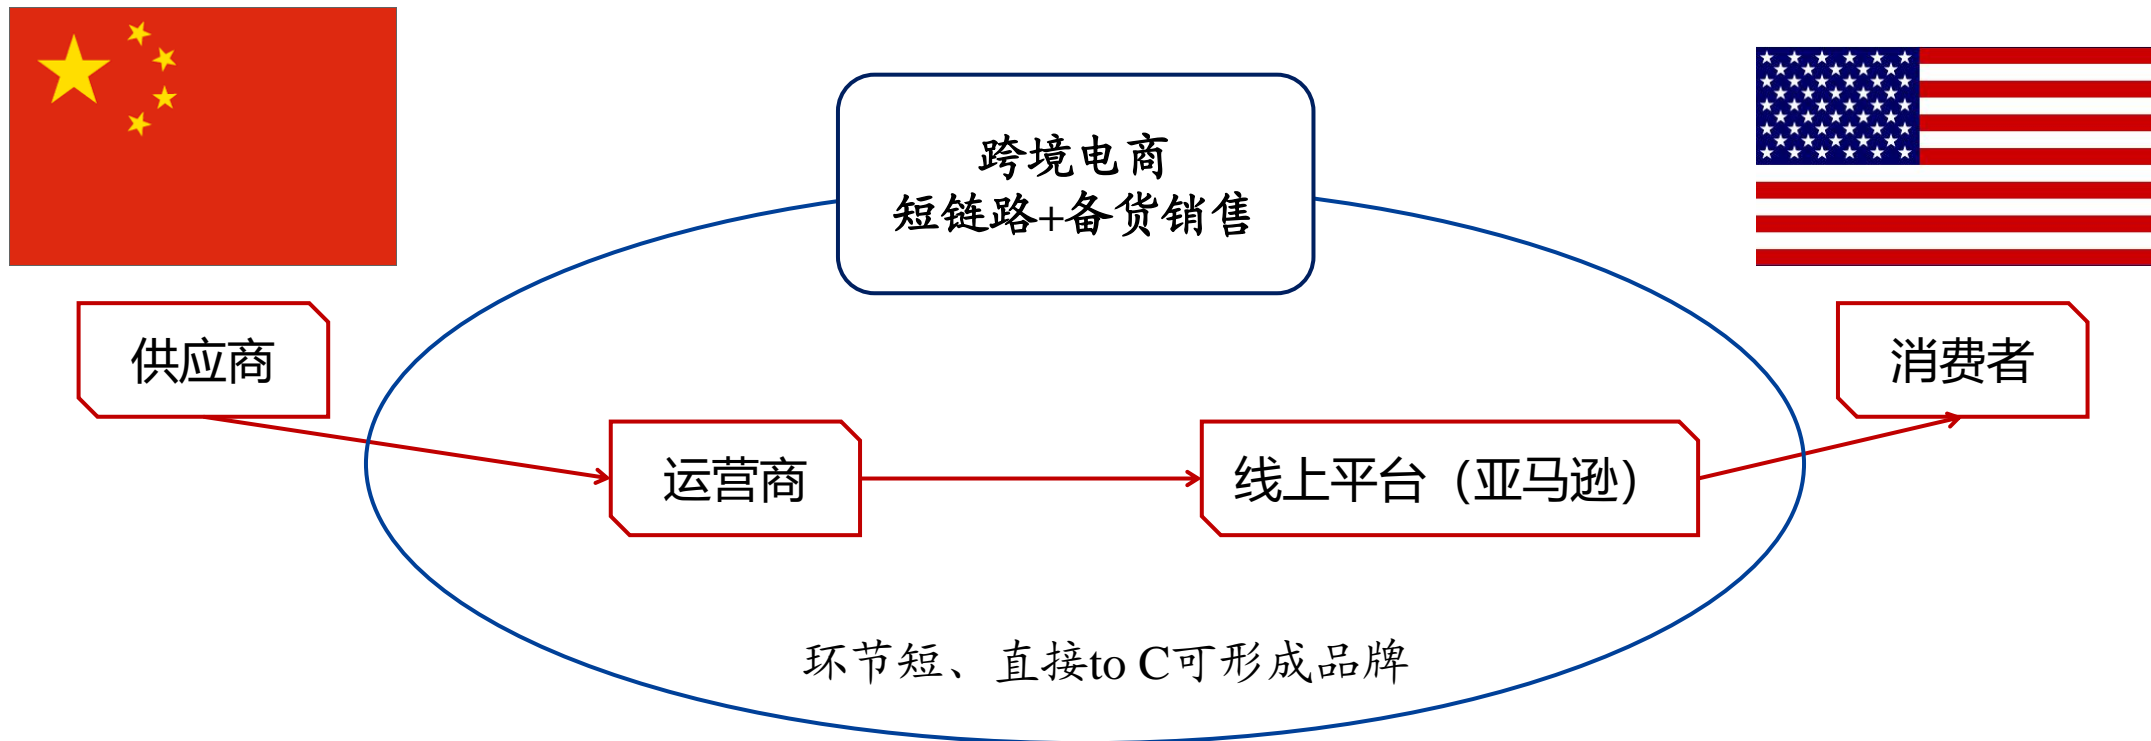 跨境电商
短链路+备货销售
供应商
消费者
运营商
线上平台（亚马逊）
环节短、直接to C可形成品牌